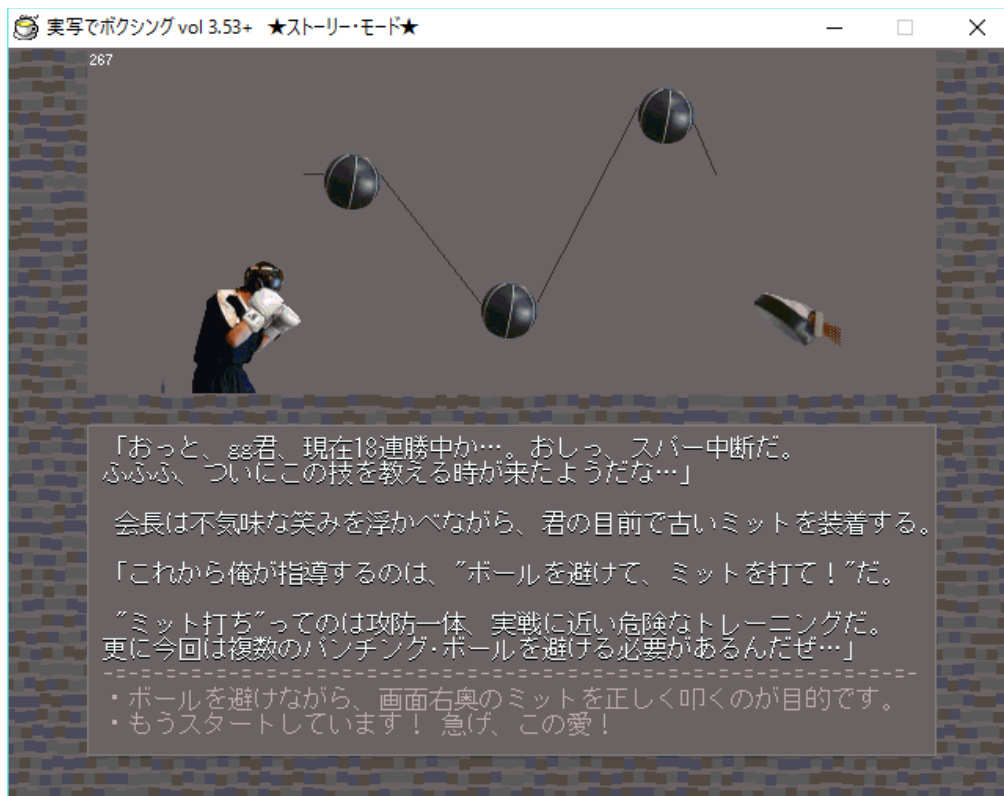 実写でボクシング vol 3.53+ ★ストーリー・モード★
267
「おっと、gg君、現在18連勝中か…。おしっ、スパー中断だ。
ふふふ、ついにこの技を教える時が来たようだな…」
会長は不気味な笑みを浮かべながら、君の目前で古いミットを装着する。
「これから俺が指導するのは、”ボールを避けて、ミットを打て！”だ。
”ミット打ち”ってのは攻防一体、実戦に近い危険なトレーニングだ。
更に今回は複数のパンチング・ボールを避ける必要があるんだぜ…」
-=-=-=-=-=-=-=-=-=-=-=-=-=-=-=-=-=-=-=-=-=-=-=-=-=-=-
・ボールを避けながら、画面右奥のミットを正しく叩くのが目的です。
・もうスタートしています！ 急げ、この愛！